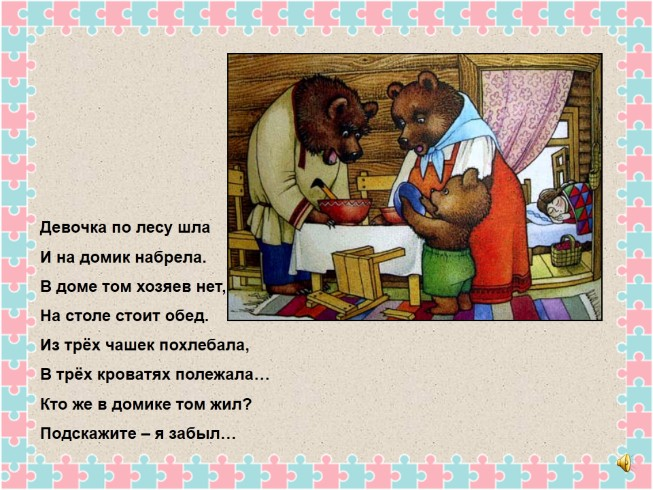 Девочка по лесу шла
И на домик набрела.
В доме том хозяев нет,
На столе стоит обед.
Из трёх чашек похлебала,
В трёх кроватях полежала…
Кто же в домике том жил?
Подскажите – я забыл…